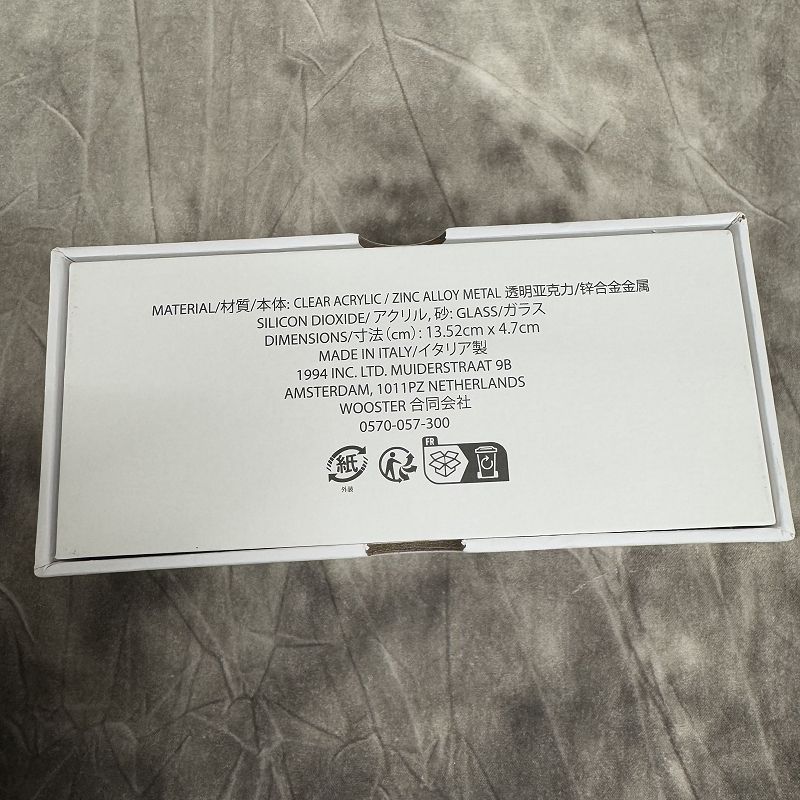 MATERIAL/材質/本体: CLEAR ACRYLIC / ZINC ALLOY METAL 透明亚克力/锌合金金属
SILICON DIOXIDE/ アクリル, 砂: GLASS/ガラス
DIMENSIONS/寸法(cm): 13.52cm x 4.7cm
MADE IN ITALY/イタリア製
1994 INC. LTD. MUIDERSTRAAT 9B
AMSTERDAM, 1011PZ NETHERLANDS
WOOSTER 合同会社
0570-057-300
FR
紙
外装